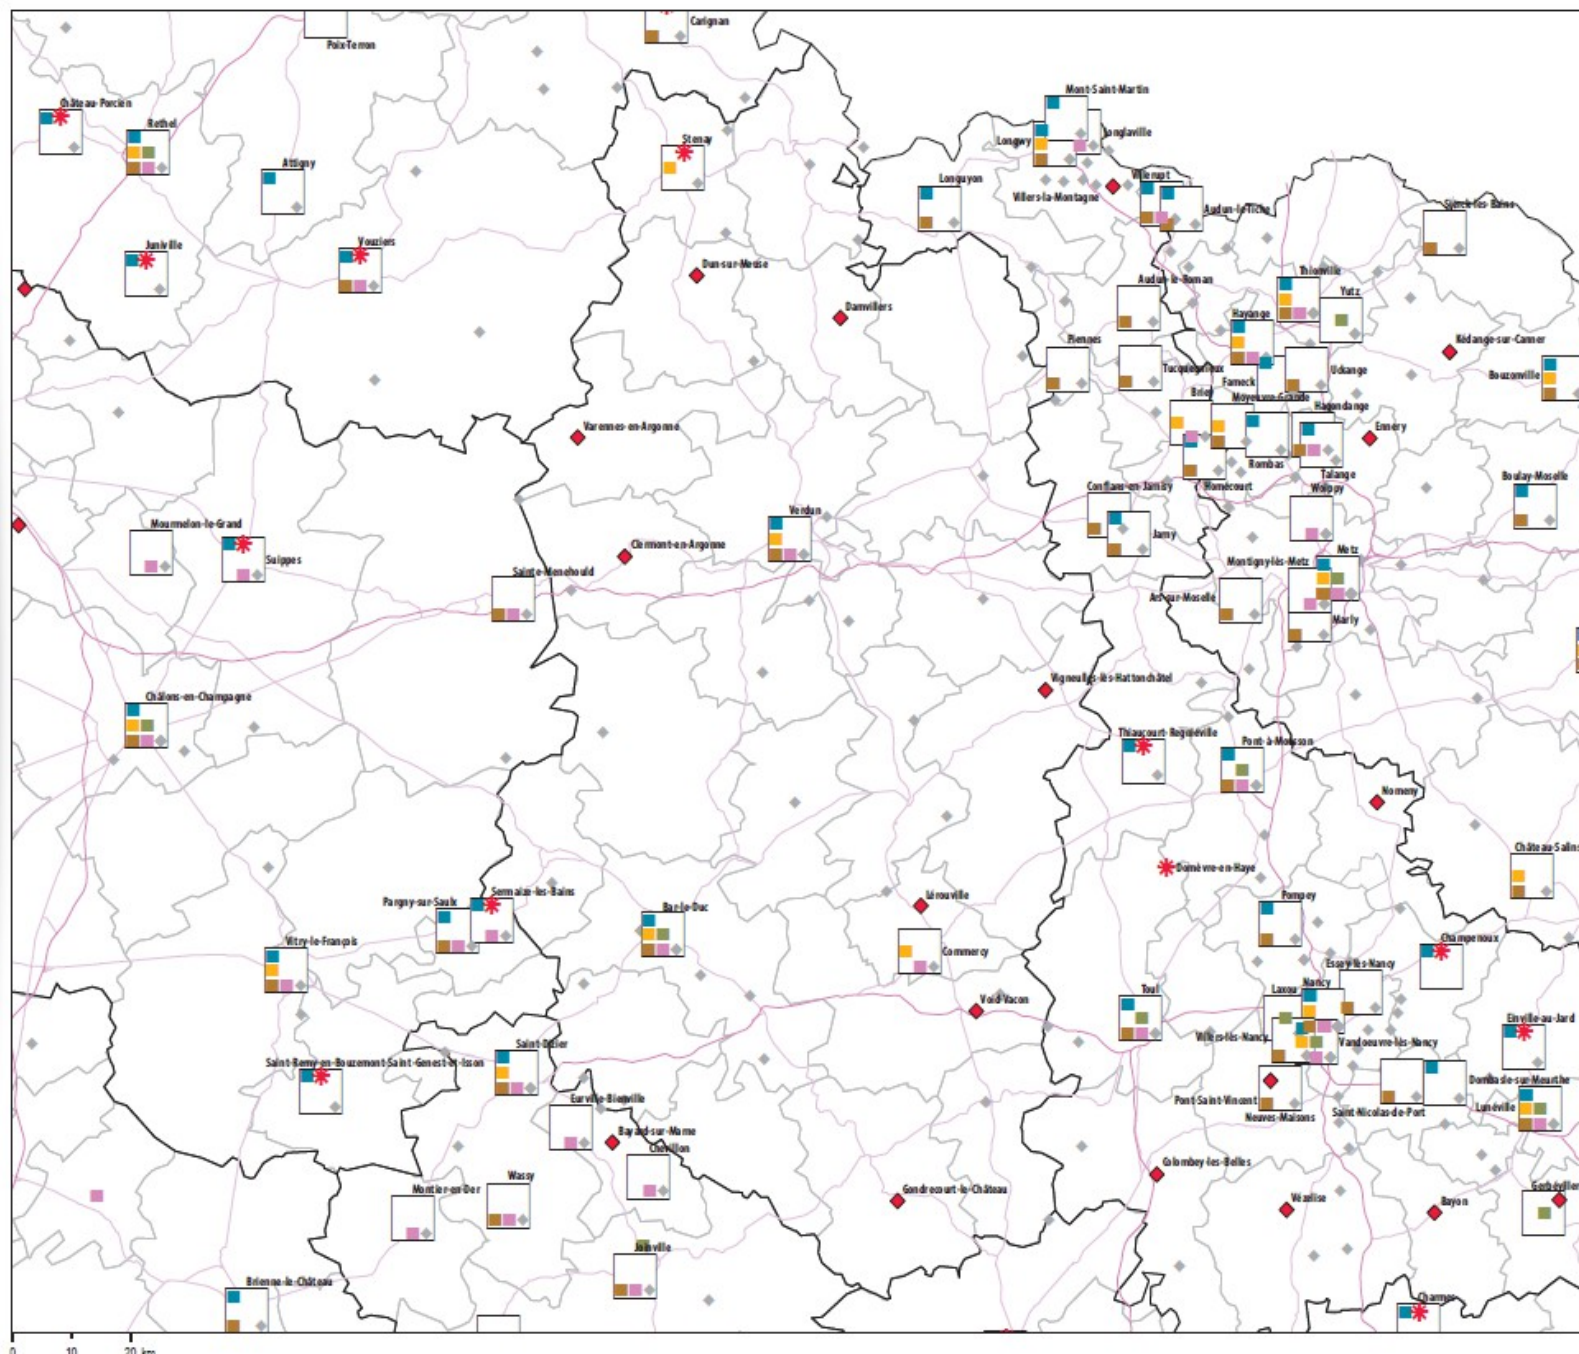 Carignan
Poix-Terron
Mont-Saint-Martin
Château-Porcien
Rethel
Longlaville
Stenay
Longwy
Attigny
Villerupt
Longuyon
Villers-la-Montagne
Audun-le-Tiche
Sierck-les-Bains
Juniville
Vouziers
Dun-sur-Meuse
Thionville
Audun-le-Roman
Yutz
Damvillers
Hayange
Piennes
Kédange-sur-Canner
Tucquegnieux
Uckange
Bouzonville
Fameck
Briey
Moyeuvre-Grande
Hagondange
Varennes-en-Argonne
Ennery
Rombas
Talange
Boulay-Moselle
Conflans-en-Jarnisy
Homécourt
Woippy
Verdun
Mourmelon-le-Grand
Jarny
Clermont-en-Argonne
Metz
Suippes
Montigny-lès-Metz
Sainte-Menehould
Ars-sur-Moselle
Marly
Vigneulles-lès-Hattonchâtel
Châlons-en-Champagne
Thiaucourt-Regniéville
Pont-à-Mousson
Nomeny
Château-Salins
Domèvre-en-Haye
Sermaize-les-Bains
Lérouville
Pompey
Pargny-sur-Saulx
Bar-le-Duc
Vitry-le-François
Champenoux
Commercy
Essey-lès-Nancy
Nancy
Toul
Laxou
Void-Vacon
Einville-au-Jard
Villers-lès-Nancy
Vandoeuvre-lès-Nancy
Saint-Dizier
Saint-Remy-en-Bouzemont-Saint-Genest-et-Isson
Dombasle-sur-Meurthe
Eurville-Bienville
Pont-Saint-Vincent
Lunéville
Saint-Nicolas-de-Port
Neuves-Maisons
Bayard-sur-Marne
Chevillon
Colombey-les-Belles
Wassy
Montier-en-Der
Gondrecourt-le-Château
Gerbéviller
Vézelise
Bayon
Joinville
Brienne-le-Château
Charmes
0 10 20 km